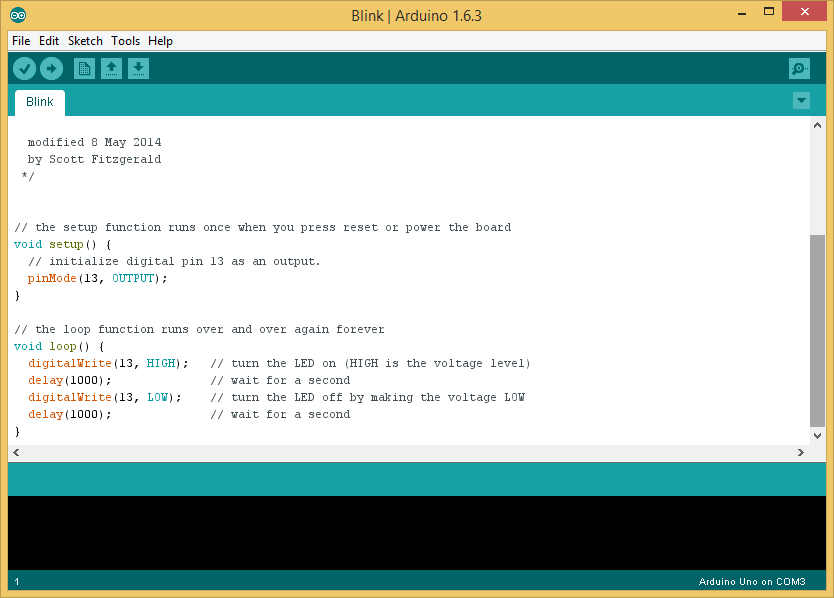 Blink | Arduino 1.6.3
File Edit Sketch Tools Help
Blink
  modified 8 May 2014
  by Scott Fitzgerald
 */
// the setup function runs once when you press reset or power the board
void setup() {
  // initialize digital pin 13 as an output.
  pinMode(13, OUTPUT);
}
// the loop function runs over and over again forever
void loop() {
  digitalWrite(13, HIGH);   // turn the LED on (HIGH is the voltage level)
  delay(1000);              // wait for a second
  digitalWrite(13, LOW);    // turn the LED off by making the voltage LOW
  delay(1000);              // wait for a second
}
1
Arduino Uno on COM3